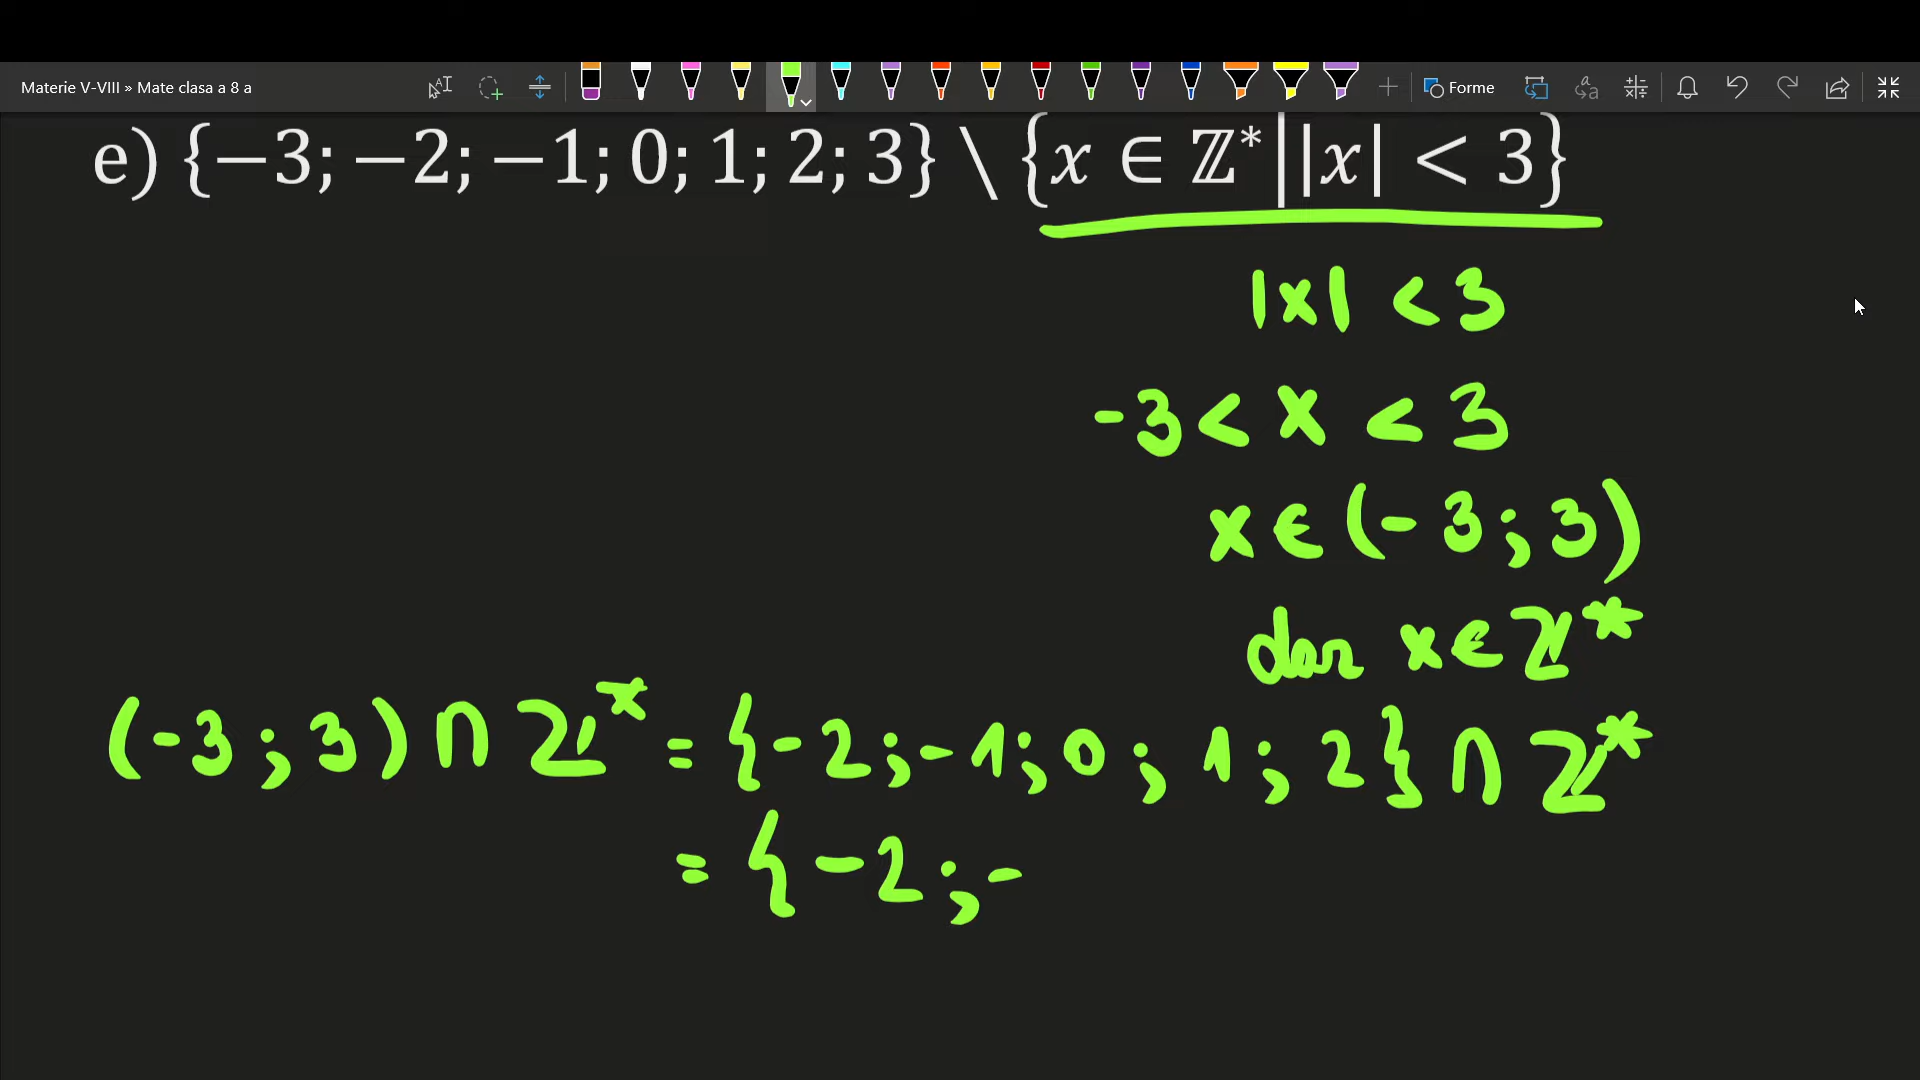 Materie V-VIII » Mate clasa a 8 a
Forme
e) {−3; −2; −1; 0; 1; 2; 3} \ {x ∈ ℤ*||x| < 3}
|x| < 3
-3 < x < 3
x ∈ (-3; 3)
dar x ∈ ℤ*
(-3; 3) ∩ ℤ* = {-2; -1; 0; 1; 2} ∩ ℤ*
= {-2; -